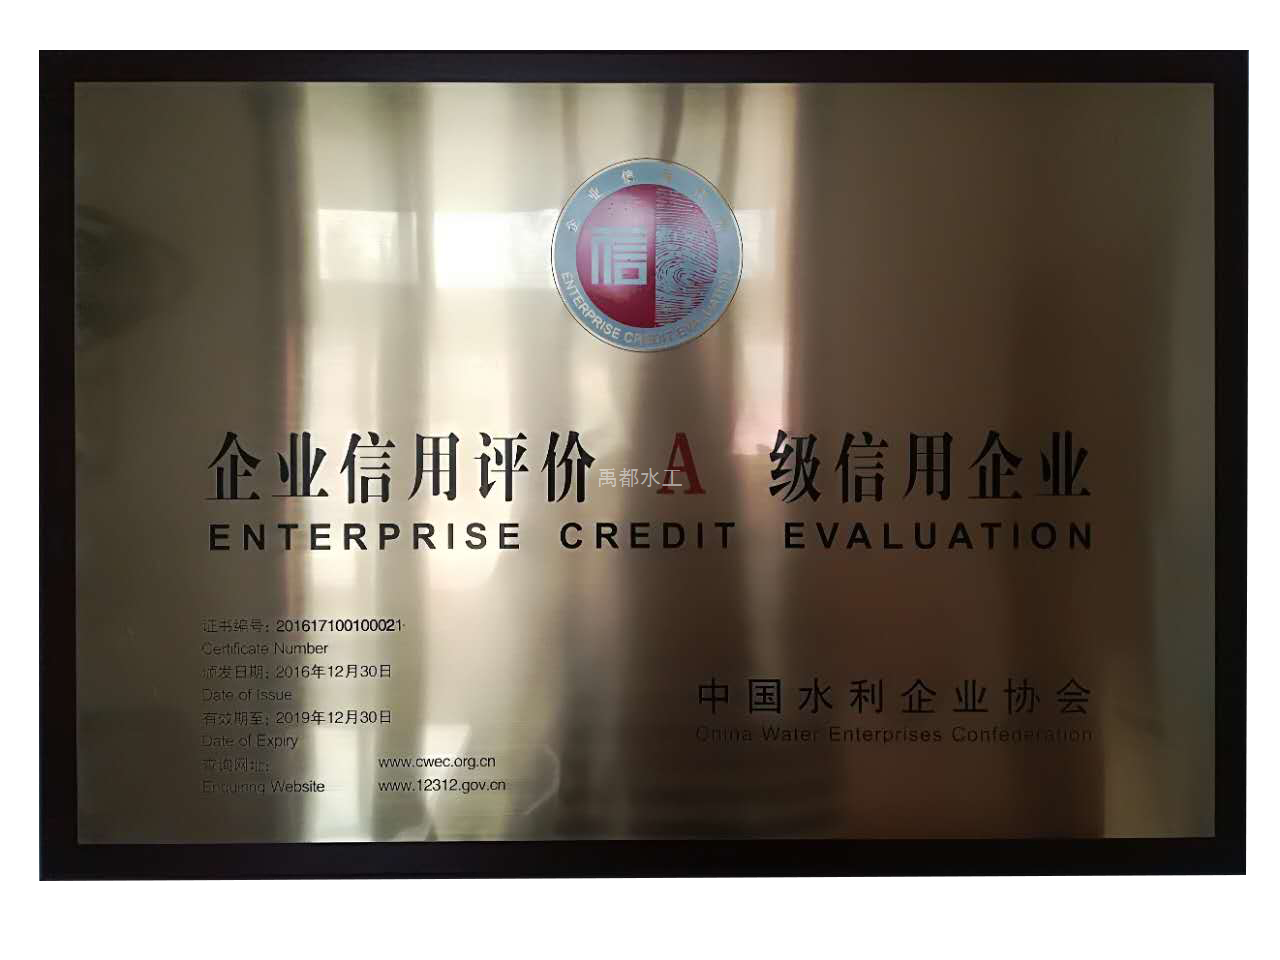 企业信
信
ENTERPRISE CREDIT EVALUATION
企业信用评价 A 级信用企业
禹都水工
ENTERPRISE CREDIT EVALUATION
证书编号: 201617100100021
Certificate Number
颁发日期: 2016年12月30日
Date of Issue
有效期至: 2019年12月30日
Date of Expiry
查询网址: www.cwec.org.cn
Enquiring Website www.12312.gov.cn
中国水利企业协会
China Water Enterprises Confederation